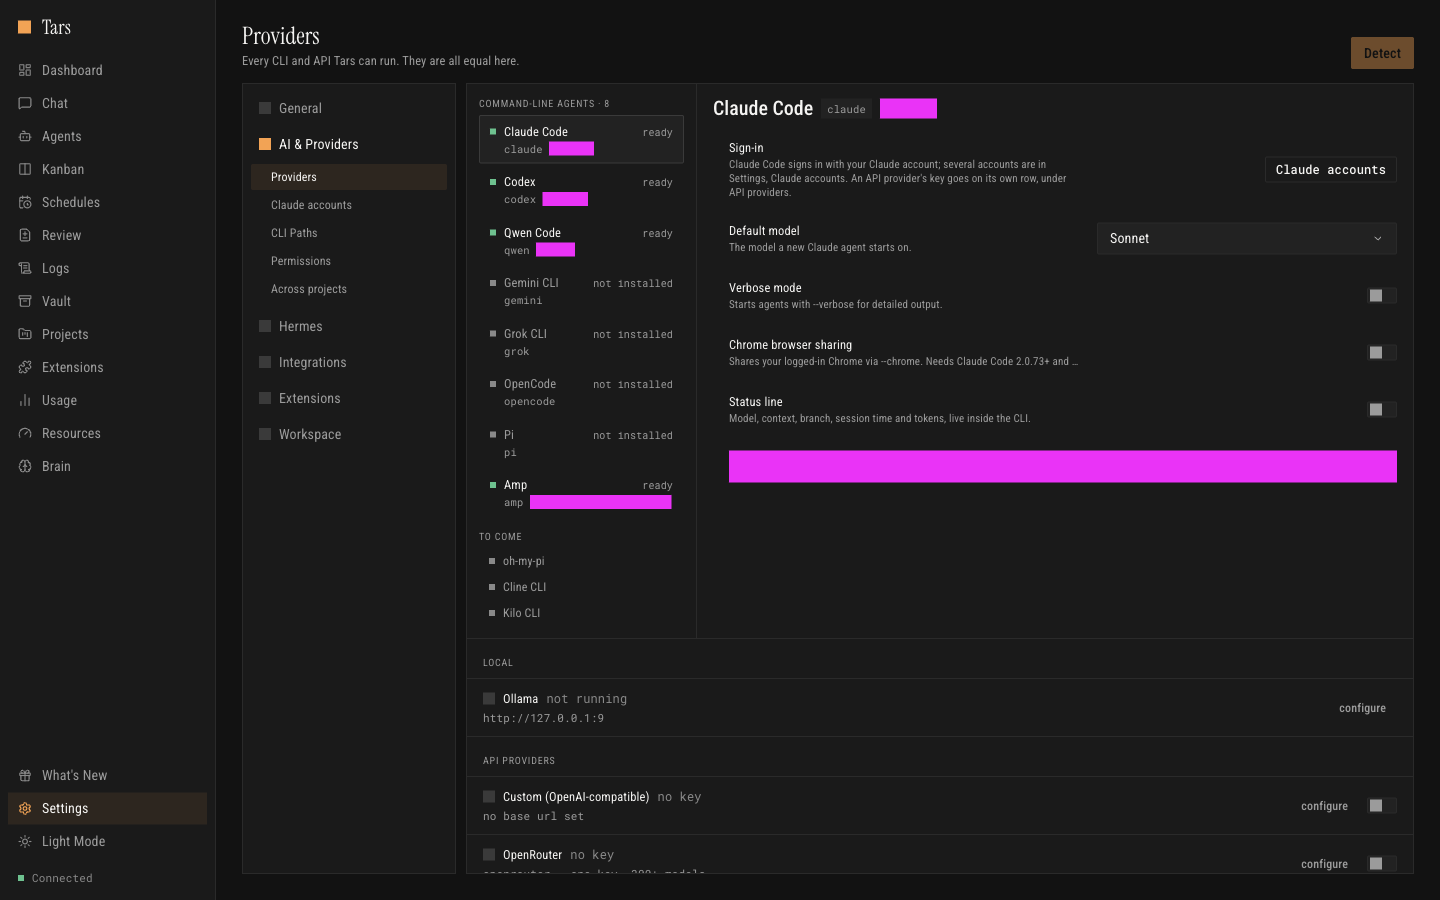 Tars
Dashboard
Chat
Agents
Kanban
Schedules
Review
Logs
Vault
Projects
Extensions
Usage
Resources
Brain
What's New
Settings
Light Mode
Connected
Providers
Every CLI and API Tars can run. They are all equal here.
Detect
General
AI & Providers
Providers
Claude accounts
CLI Paths
Permissions
Across projects
Hermes
Integrations
Extensions
Workspace
COMMAND-LINE AGENTS · 8
Claude Code ready
claude
Codex ready
codex
Qwen Code ready
qwen
Gemini CLI not installed
gemini
Grok CLI not installed
grok
OpenCode not installed
opencode
Pi not installed
pi
Amp ready
amp
TO COME
oh-my-pi
Cline CLI
Kilo CLI
Claude Code claude
Sign-in
Claude Code signs in with your Claude account; several accounts are in
Settings, Claude accounts. An API provider's key goes on its own row, under
API providers.
Claude accounts
Default model
The model a new Claude agent starts on.
Sonnet
Verbose mode
Starts agents with --verbose for detailed output.
Chrome browser sharing
Shares your logged-in Chrome via --chrome. Needs Claude Code 2.0.73+ and …
Status line
Model, context, branch, session time and tokens, live inside the CLI.
LOCAL
Ollama not running
http://127.0.0.1:9
configure
API PROVIDERS
Custom (OpenAI-compatible) no key
no base url set
configure
OpenRouter no key
configure